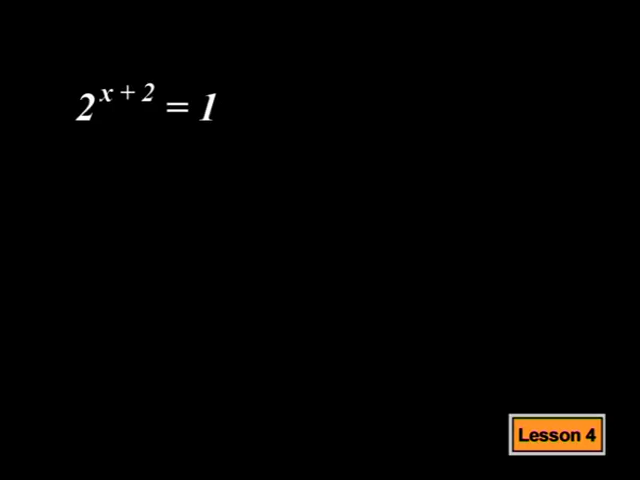 2^{x + 2} = 1
Lesson 4